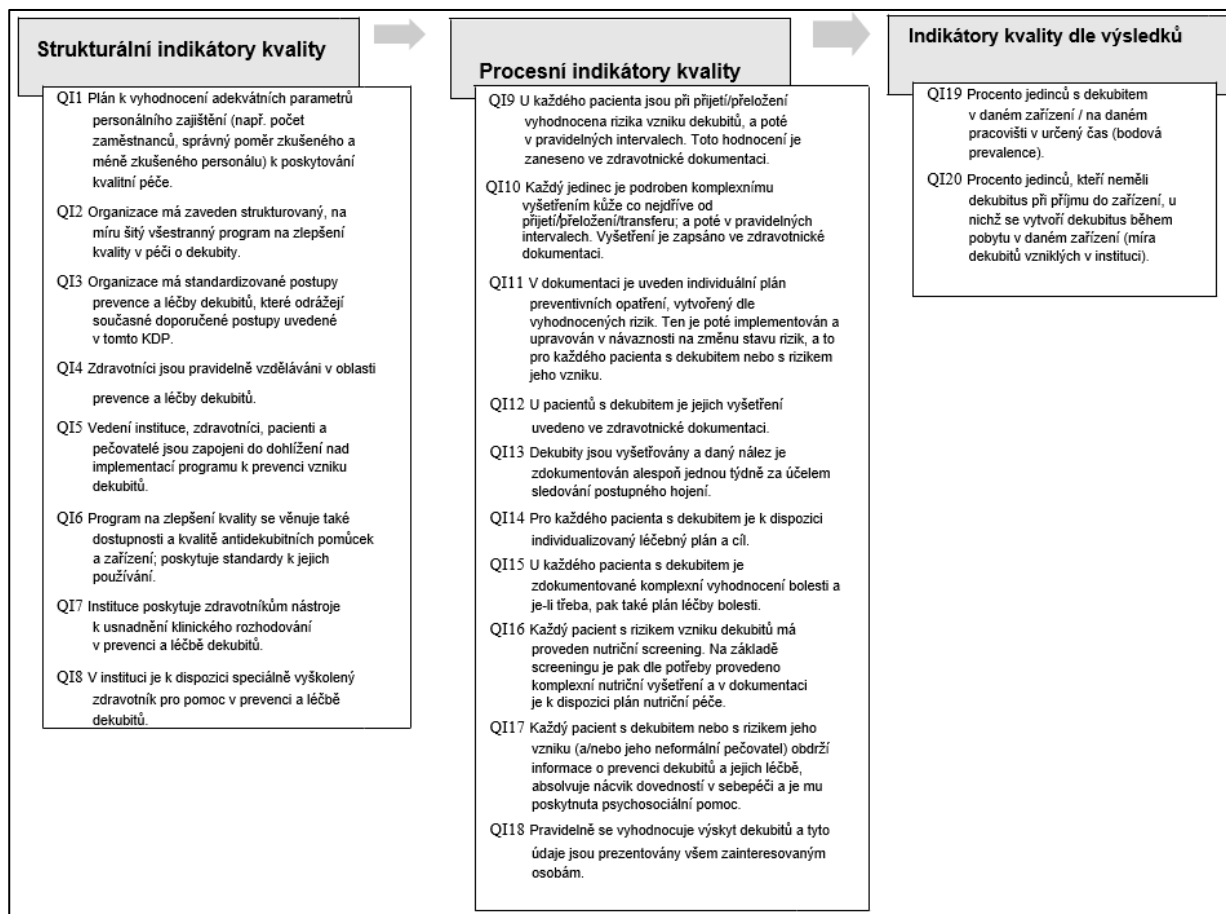 Strukturální indikátory kvality
QI1 Plán k vyhodnocení adekvátních parametrů
personálního zajištění (např. počet
zaměstnanců, správný poměr zkušeného a
méně zkušeného personálu) k poskytování
kvalitní péče.
QI2 Organizace má zaveden strukturovaný, na
míru šitý všestranný program na zlepšení
kvality v péči o dekubity.
QI3 Organizace má standardizované postupy
prevence a léčby dekubitů, které odrážejí
současné doporučené postupy uvedené
v tomto KDP.
QI4 Zdravotníci jsou pravidelně vzděláváni v oblasti
prevence a léčby dekubitů.
QI5 Vedení instituce, zdravotníci, pacienti a
pečovatelé jsou zapojeni do dohlížení nad
implementací programu k prevenci vzniku
dekubitů.
QI6 Program na zlepšení kvality se věnuje také
dostupnosti a kvalitě antidekubitních pomůcek
a zařízení; poskytuje standardy k jejich
používání.
QI7 Instituce poskytuje zdravotníkům nástroje
k usnadnění klinického rozhodování
v prevenci a léčbě dekubitů.
QI8 V instituci je k dispozici speciálně vyškolený
zdravotník pro pomoc v prevenci a léčbě
dekubitů.
Procesní indikátory kvality
QI9 U každého pacienta jsou při přijetí/přeložení
vyhodnocena rizika vzniku dekubitů, a poté
v pravidelných intervalech. Toto hodnocení je
zaneseno ve zdravotnické dokumentaci.
QI10 Každý jedinec je podroben komplexnímu
vyšetřením kůže co nejdříve od
přijetí/přeložení/transferu; a poté v pravidelných
intervalech. Vyšetření je zapsáno ve zdravotnické
dokumentaci.
QI11 V dokumentaci je uveden individuální plán
preventivních opatření, vytvořený dle
vyhodnocených rizik. Ten je poté implementován a
upravován v návaznosti na změnu stavu rizik, a to
pro každého pacienta s dekubitem nebo s rizikem
jeho vzniku.
QI12 U pacientů s dekubitem je jejich vyšetření
uvedeno ve zdravotnické dokumentaci.
QI13 Dekubity jsou vyšetřovány a daný nález je
zdokumentován alespoň jednou týdně za účelem
sledování postupného hojení.
QI14 Pro každého pacienta s dekubitem je k dispozici
individualizovaný léčebný plán a cíl.
QI15 U každého pacienta s dekubitem je
zdokumentované komplexní vyhodnocení bolesti a
je-li třeba, pak také plán léčby bolesti.
QI16 Každý pacient s rizikem vzniku dekubitů má
proveden nutriční screening. Na základě
screeningu je pak dle potřeby provedeno
komplexní nutriční vyšetření a v dokumentaci
je k dispozici plán nutriční péče.
QI17 Každý pacient s dekubitem nebo s rizikem jeho
vzniku (a/nebo jeho neformální pečovatel) obdrží
informace o prevenci dekubitů a jejich léčbě,
absolvuje nácvik dovedností v sebepéči a je mu
poskytnuta psychosociální pomoc.
QI18 Pravidelně se vyhodnocuje výskyt dekubitů a tyto
údaje jsou prezentovány všem zainteresovaným
osobám.
Indikátory kvality dle výsledků
QI19 Procento jedinců s dekubitem
v daném zařízení / na daném
pracovišti v určený čas (bodová
prevalence).
QI20 Procento jedinců, kteří neměli
dekubitus při příjmu do zařízení, u
nichž se vytvoří dekubitus během
pobytu v daném zařízení (míra
dekubitů vzniklých v instituci).